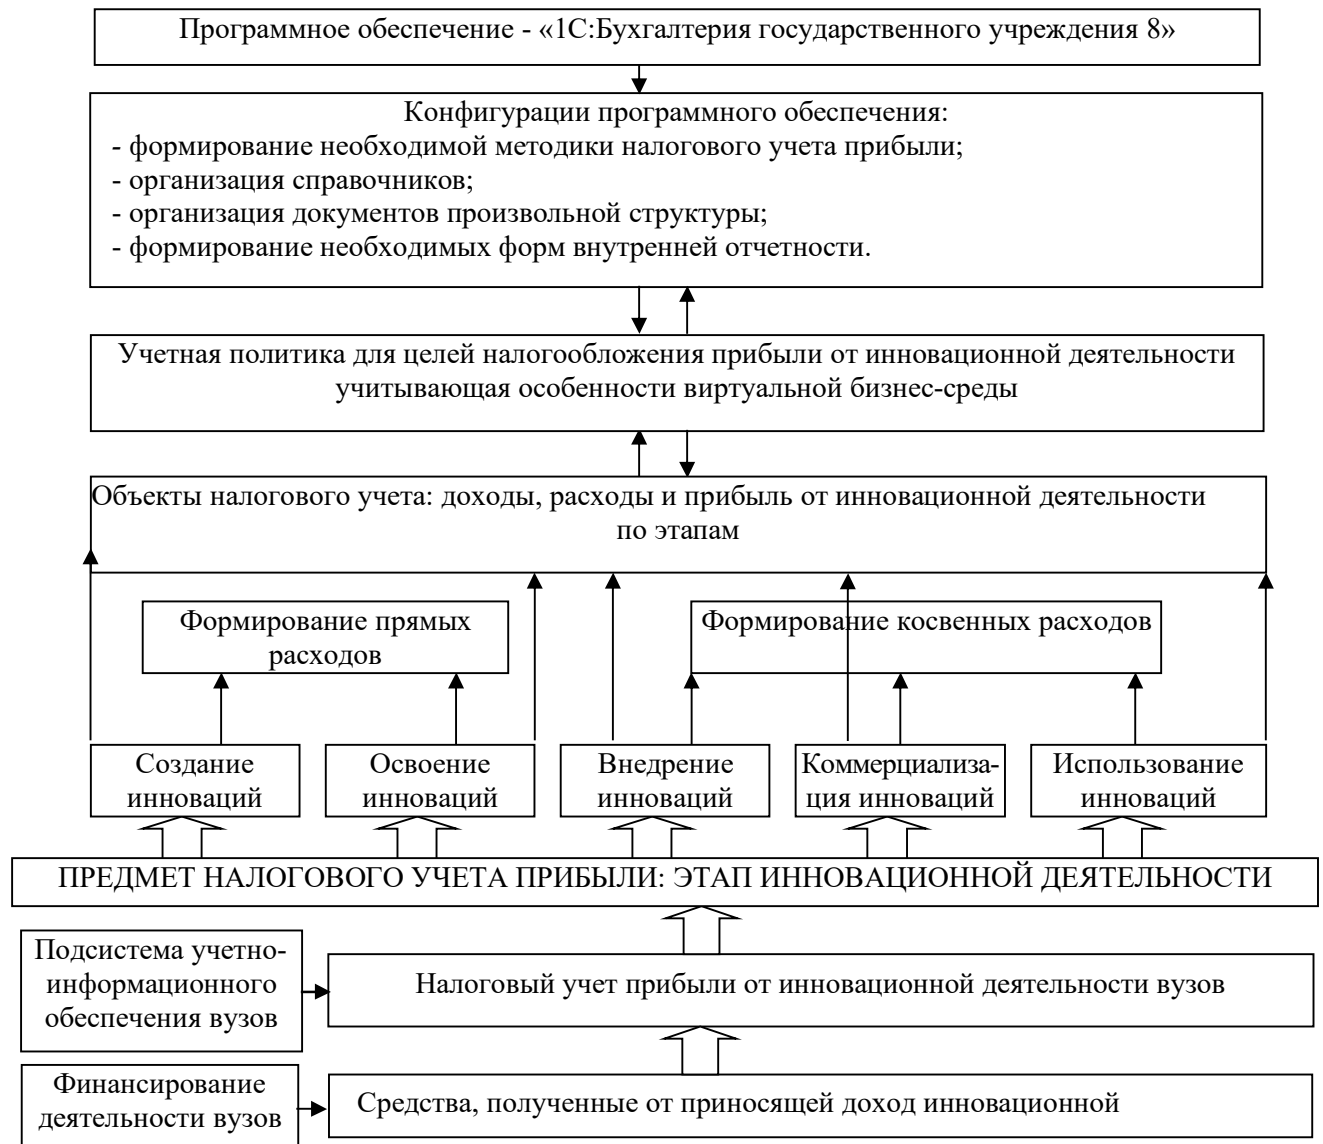 Программное обеспечение - «1С:Бухгалтерия государственного учреждения 8»
Конфигурации программного обеспечения:
- формирование необходимой методики налогового учета прибыли;
- организация справочников;
- организация документов произвольной структуры;
- формирование необходимых форм внутренней отчетности.
Учетная политика для целей налогообложения прибыли от инновационной деятельности
учитывающая особенности виртуальной бизнес-среды
Объекты налогового учета: доходы, расходы и прибыль от инновационной деятельности
по этапам
Формирование прямых
расходов
Формирование косвенных расходов
Создание
инноваций
Освоение
инноваций
Внедрение
инноваций
Коммерциализа-
ция инноваций
Использование
инноваций
ПРЕДМЕТ НАЛОГОВОГО УЧЕТА ПРИБЫЛИ: ЭТАП ИННОВАЦИОННОЙ ДЕЯТЕЛЬНОСТИ
Подсистема учетно-
информационного
обеспечения вузов
Налоговый учет прибыли от инновационной деятельности вузов
Финансирование
деятельности вузов
Средства, полученные от приносящей доход инновационной